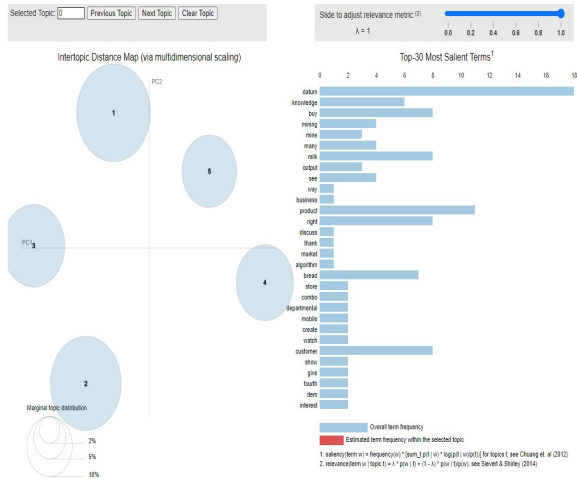 Selected Topic: 0 Previous Topic Next Topic Clear Topic
Slide to adjust relevance metric:(2)
λ = 1
0.0 0.2 0.4 0.6 0.8 1.0
Intertopic Distance Map (via multidimensional scaling)
PC2
1
5
PC1
3
4
2
Marginal topic distribution
2%
5%
10%
Top-30 Most Salient Terms1
0 2 4 6 8 10 12 14 16 18
datum
knowledge
buy
mining
mine
many
milk
output
see
way
business
product
right
discuss
thank
market
algorithm
bread
store
combo
departmental
mobile
create
watch
customer
show
give
fourth
item
interest
Overall term frequency
Estimated term frequency within the selected topic
1. saliency(term w) = frequency(w) * [sum_t p(t | w) * log(p(t | w)/p(t))] for topics t; see Chuang et. al (2012)
2. relevance(term w | topic t) = λ * p(w | t) + (1 - λ) * p(w | t)/p(w); see Sievert & Shirley (2014)